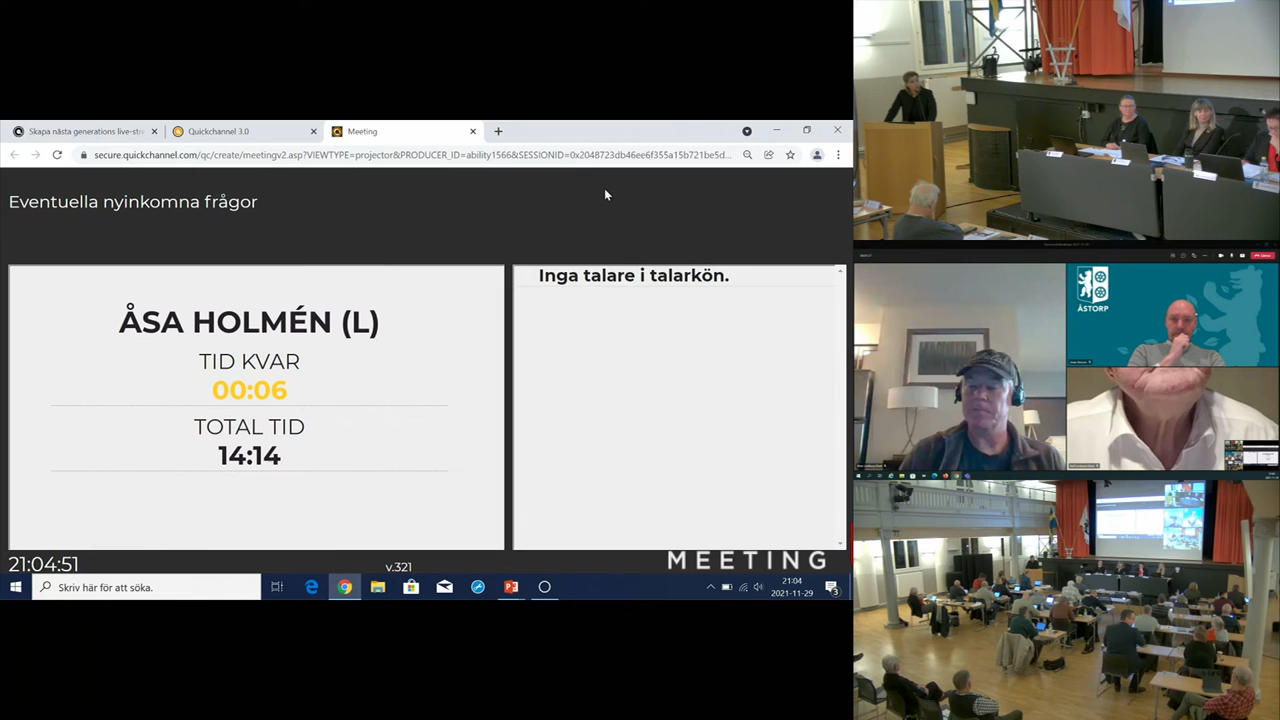 Skapa nästa generations live-str
Quickchannel 3.0
Meeting
secure.quickchannel.com/qc/create/meetingv2.asp?VIEWTYPE=projector&PRODUCER_ID=ability1566&SESSIONID=0x2048723db46ee6f355a15b721be5d...
Eventuella nyinkomna frågor
ÅSA HOLMÉN (L)
TID KVAR
00:06
TOTAL TID
14:14
Inga talare i talarkön.
21:04:51
v.321
MEETING
Skriv här för att söka.
21:04
2021-11-29
3
ÅSTORP